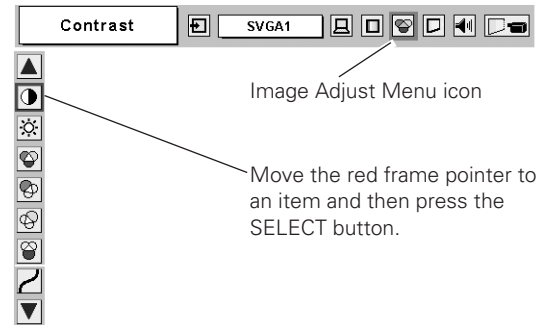 Contrast
SVGA1
Image Adjust Menu icon
Move the red frame pointer to
an item and then press the
SELECT button.